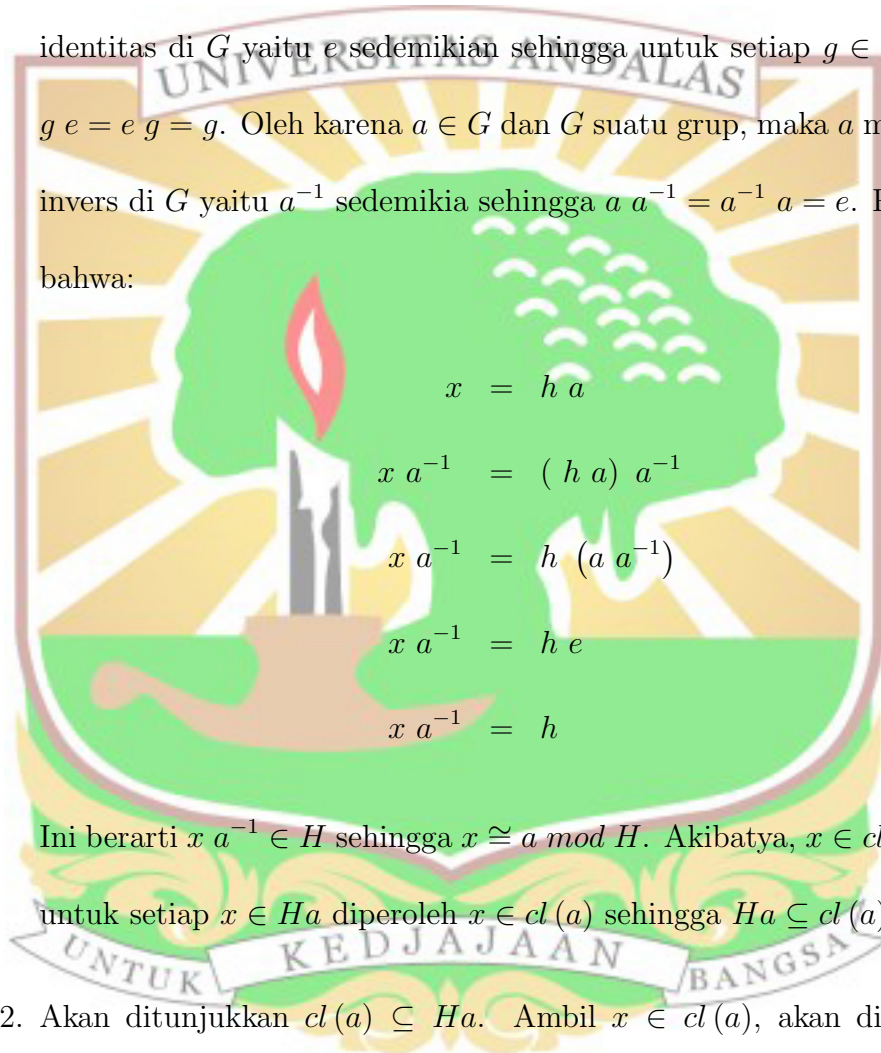 identitas di G yaitu e sedemikian sehingga untuk setiap g ∈
UNIVERSITAS ANDALAS
g e = e g = g. Oleh karena a ∈ G dan G suatu grup, maka a m
invers di G yaitu a⁻¹ sedemikia sehingga a a⁻¹ = a⁻¹ a = e.
bahwa:
x = h a
x a⁻¹ = ( h a) a⁻¹
x a⁻¹ = h (a a⁻¹)
x a⁻¹ = h e
x a⁻¹ = h
Ini berarti x a⁻¹ ∈ H sehingga x ≅ a mod H. Akibatya, x ∈ cl
untuk setiap x ∈ Ha diperoleh x ∈ cl (a) sehingga Ha ⊆ cl (a)
UNTUK KEDJAJAAN BANGSA
2. Akan ditunjukkan cl (a) ⊆ Ha. Ambil x ∈ cl (a), akan di